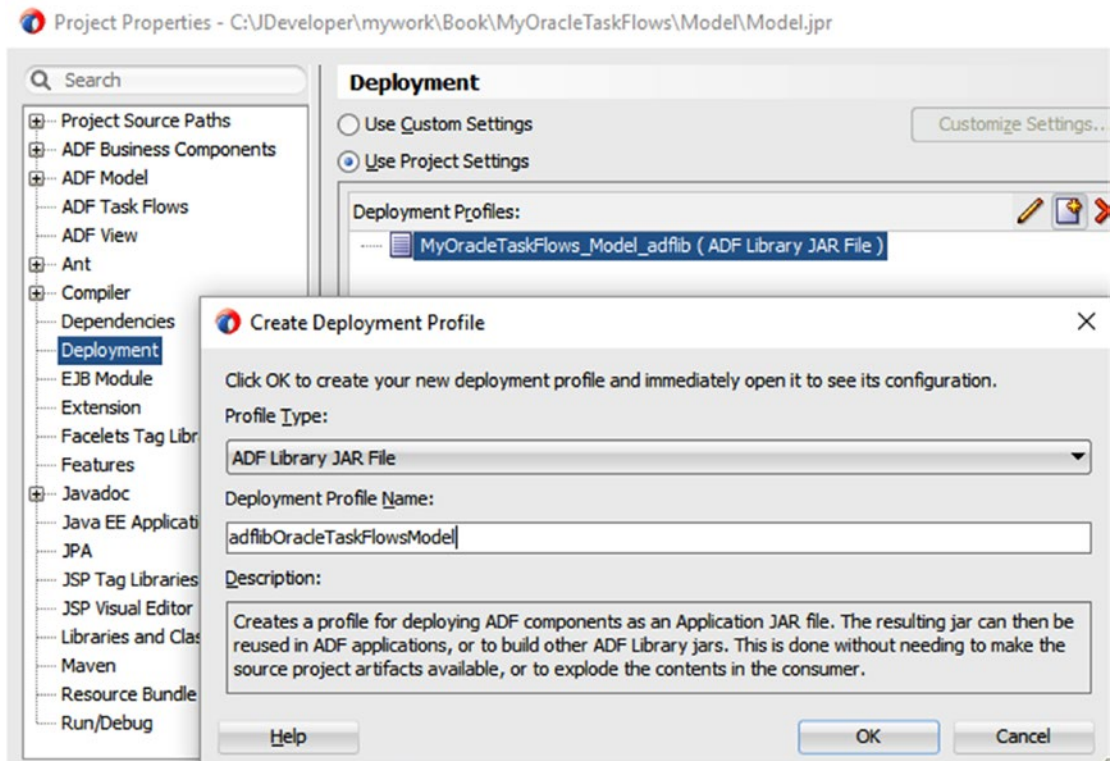 Project Properties - C:\JDeveloper\mywork\Book\MyOracleTaskFlows\Model\Model.jpr
Search
Project Source Paths
ADF Business Components
ADF Model
ADF Task Flows
ADF View
Ant
Compiler
Dependencies
Deployment
EJB Module
Extension
Facelets Tag Libr
Features
Javadoc
Java EE Applicati
JPA
JSP Tag Libraries
JSP Visual Editor
Libraries and Clas
Maven
Resource Bundle
Run/Debug
Deployment
Use Custom Settings
Customize Settings..
Use Project Settings
Deployment Profiles:
MyOracleTaskFlows_Model_adflib ( ADF Library JAR File )
Create Deployment Profile
Click OK to create your new deployment profile and immediately open it to see its configuration.
Profile Type:
ADF Library JAR File
Deployment Profile Name:
adflibOracleTaskFlowsModel
Description:
Creates a profile for deploying ADF components as an Application JAR file. The resulting jar can then be
reused in ADF applications, or to build other ADF Library jars. This is done without needing to make the
source project artifacts available, or to explode the contents in the consumer.
Help
OK
Cancel